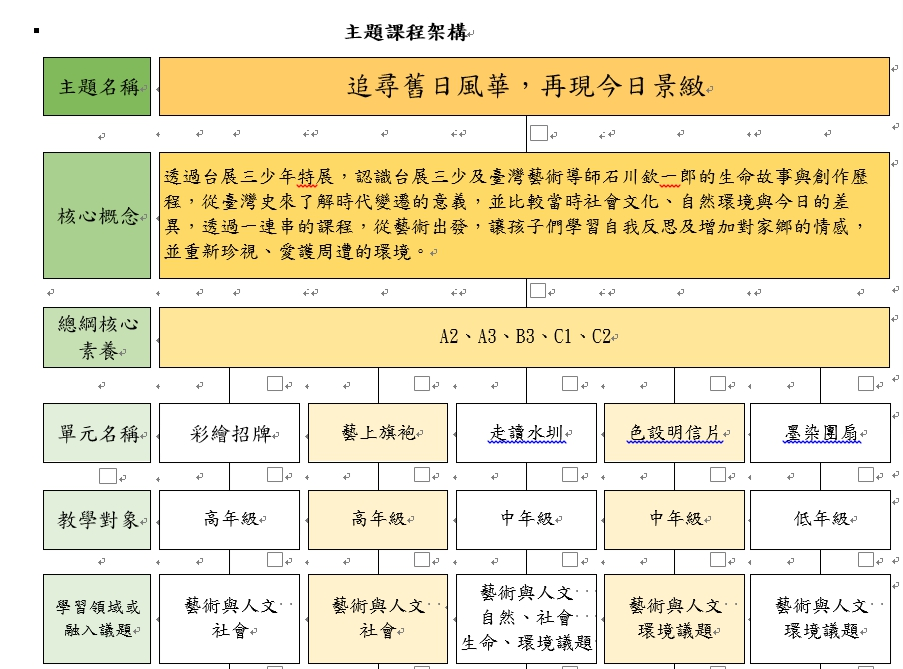 主題課程架構
主題名稱
追尋舊日風華，再現今日景緻
核心概念
透過台展三少年特展，認識台展三少及臺灣藝術導師石川欽一郎的生命故事與創作歷
程，從臺灣史來了解時代變遷的意義，並比較當時社會文化、自然環境與今日的差
異，透過一連串的課程，從藝術出發，讓孩子們學習自我反思及增加對家鄉的情感，
並重新珍視、愛護周遭的環境。
總綱核心
素養
A2、A3、B3、C1、C2
單元名稱
彩繪招牌
藝上旗袍
走讀水圳
色設明信片
墨染團扇
教學對象
高年級
高年級
中年級
中年級
低年級
學習領域或
融入議題
藝術與人文
社會
藝術與人文
社會
藝術與人文
自然、社會
生命、環境議題
藝術與人文
環境議題
藝術與人文
環境議題